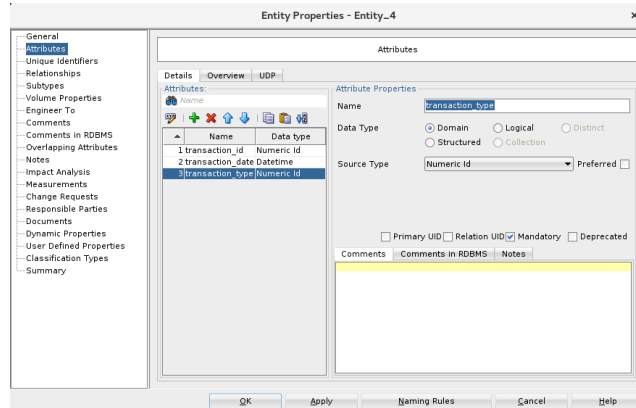 Entity Properties - Entity_4
General
Attributes
Unique Identifiers
Relationships
Subtypes
Volume Properties
Engineer To
Comments
Comments in RDBMS
Overlapping Attributes
Notes
Impact Analysis
Measurements
Change Requests
Responsible Parties
Documents
Dynamic Properties
User Defined Properties
Classification Types
Summary
Attributes
Details Overview UDP
Attributes:
Name
Name Data type
1 transaction_id Numeric Id
2 transaction_date Datetime
3 transaction_type Numeric Id
Attribute Properties
Name transaction_type
Data Type Domain Logical Distinct
Structured Collection
Source Type Numeric Id Preferred
Primary UID Relation UID Mandatory Deprecated
Comments Comments in RDBMS Notes
OK Apply Naming Rules Cancel Help